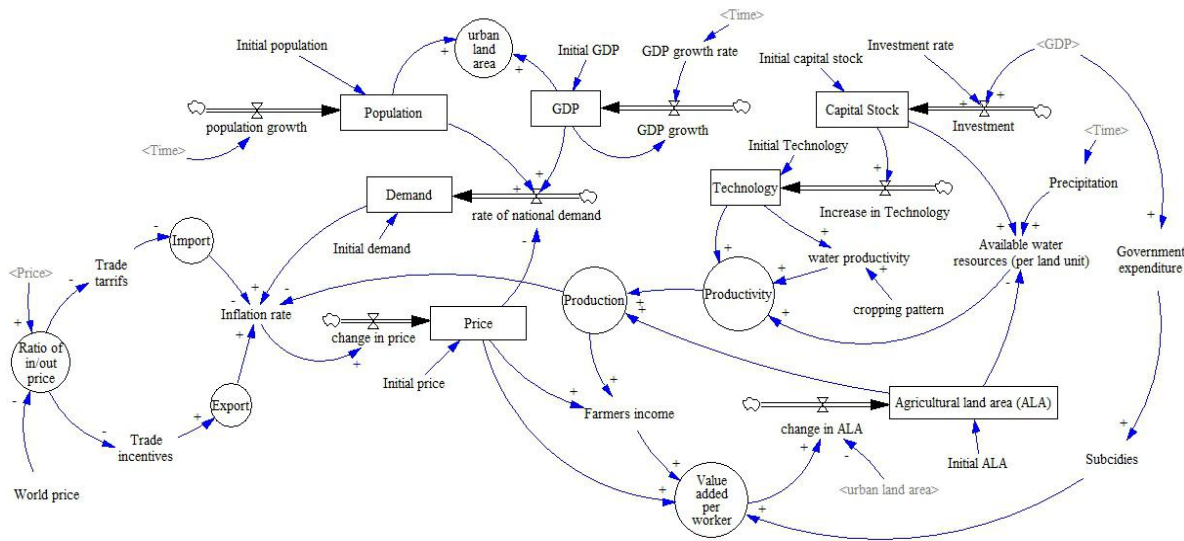 <Time>
Initial population
urban
land
area
Initial GDP
GDP growth rate
Initial capital stock
Investment rate
<GDP>
Population
GDP
Capital Stock
population growth
GDP growth
Investment
<Time>
<Time>
Initial Technology
Demand
Technology
Precipitation
rate of national demand
Increase in Technology
Initial demand
Import
Available water
resources (per land unit)
Government
expenditure
water productivity
<Price>
Trade
tarrifs
Production
Productivity
Inflation rate
Price
cropping pattern
change in price
Ratio of
in/out
price
Initial price
Export
Farmers income
Agricultural land area (ALA)
change in ALA
Trade
incentives
Initial ALA
Subcidies
World price
Value
added
per
worker
<urban land area>